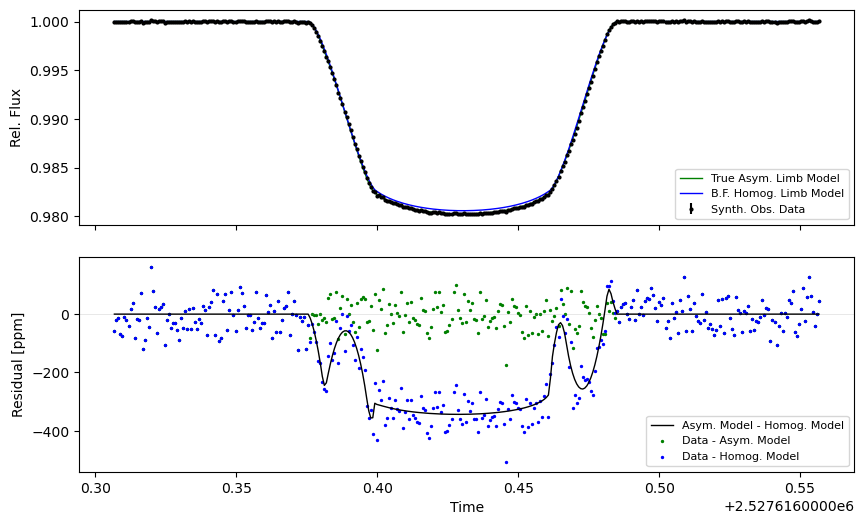 1.000
0.995
0.990
0.985
0.980
Rel. Flux
True Asym. Limb Model
B.F. Homog. Limb Model
Synth. Obs. Data
0
−200
−400
Residual [ppm]
Asym. Model - Homog. Model
Data - Asym. Model
Data - Homog. Model
0.30 0.35 0.40 0.45 0.50 0.55
Time
+2.5276160000e6